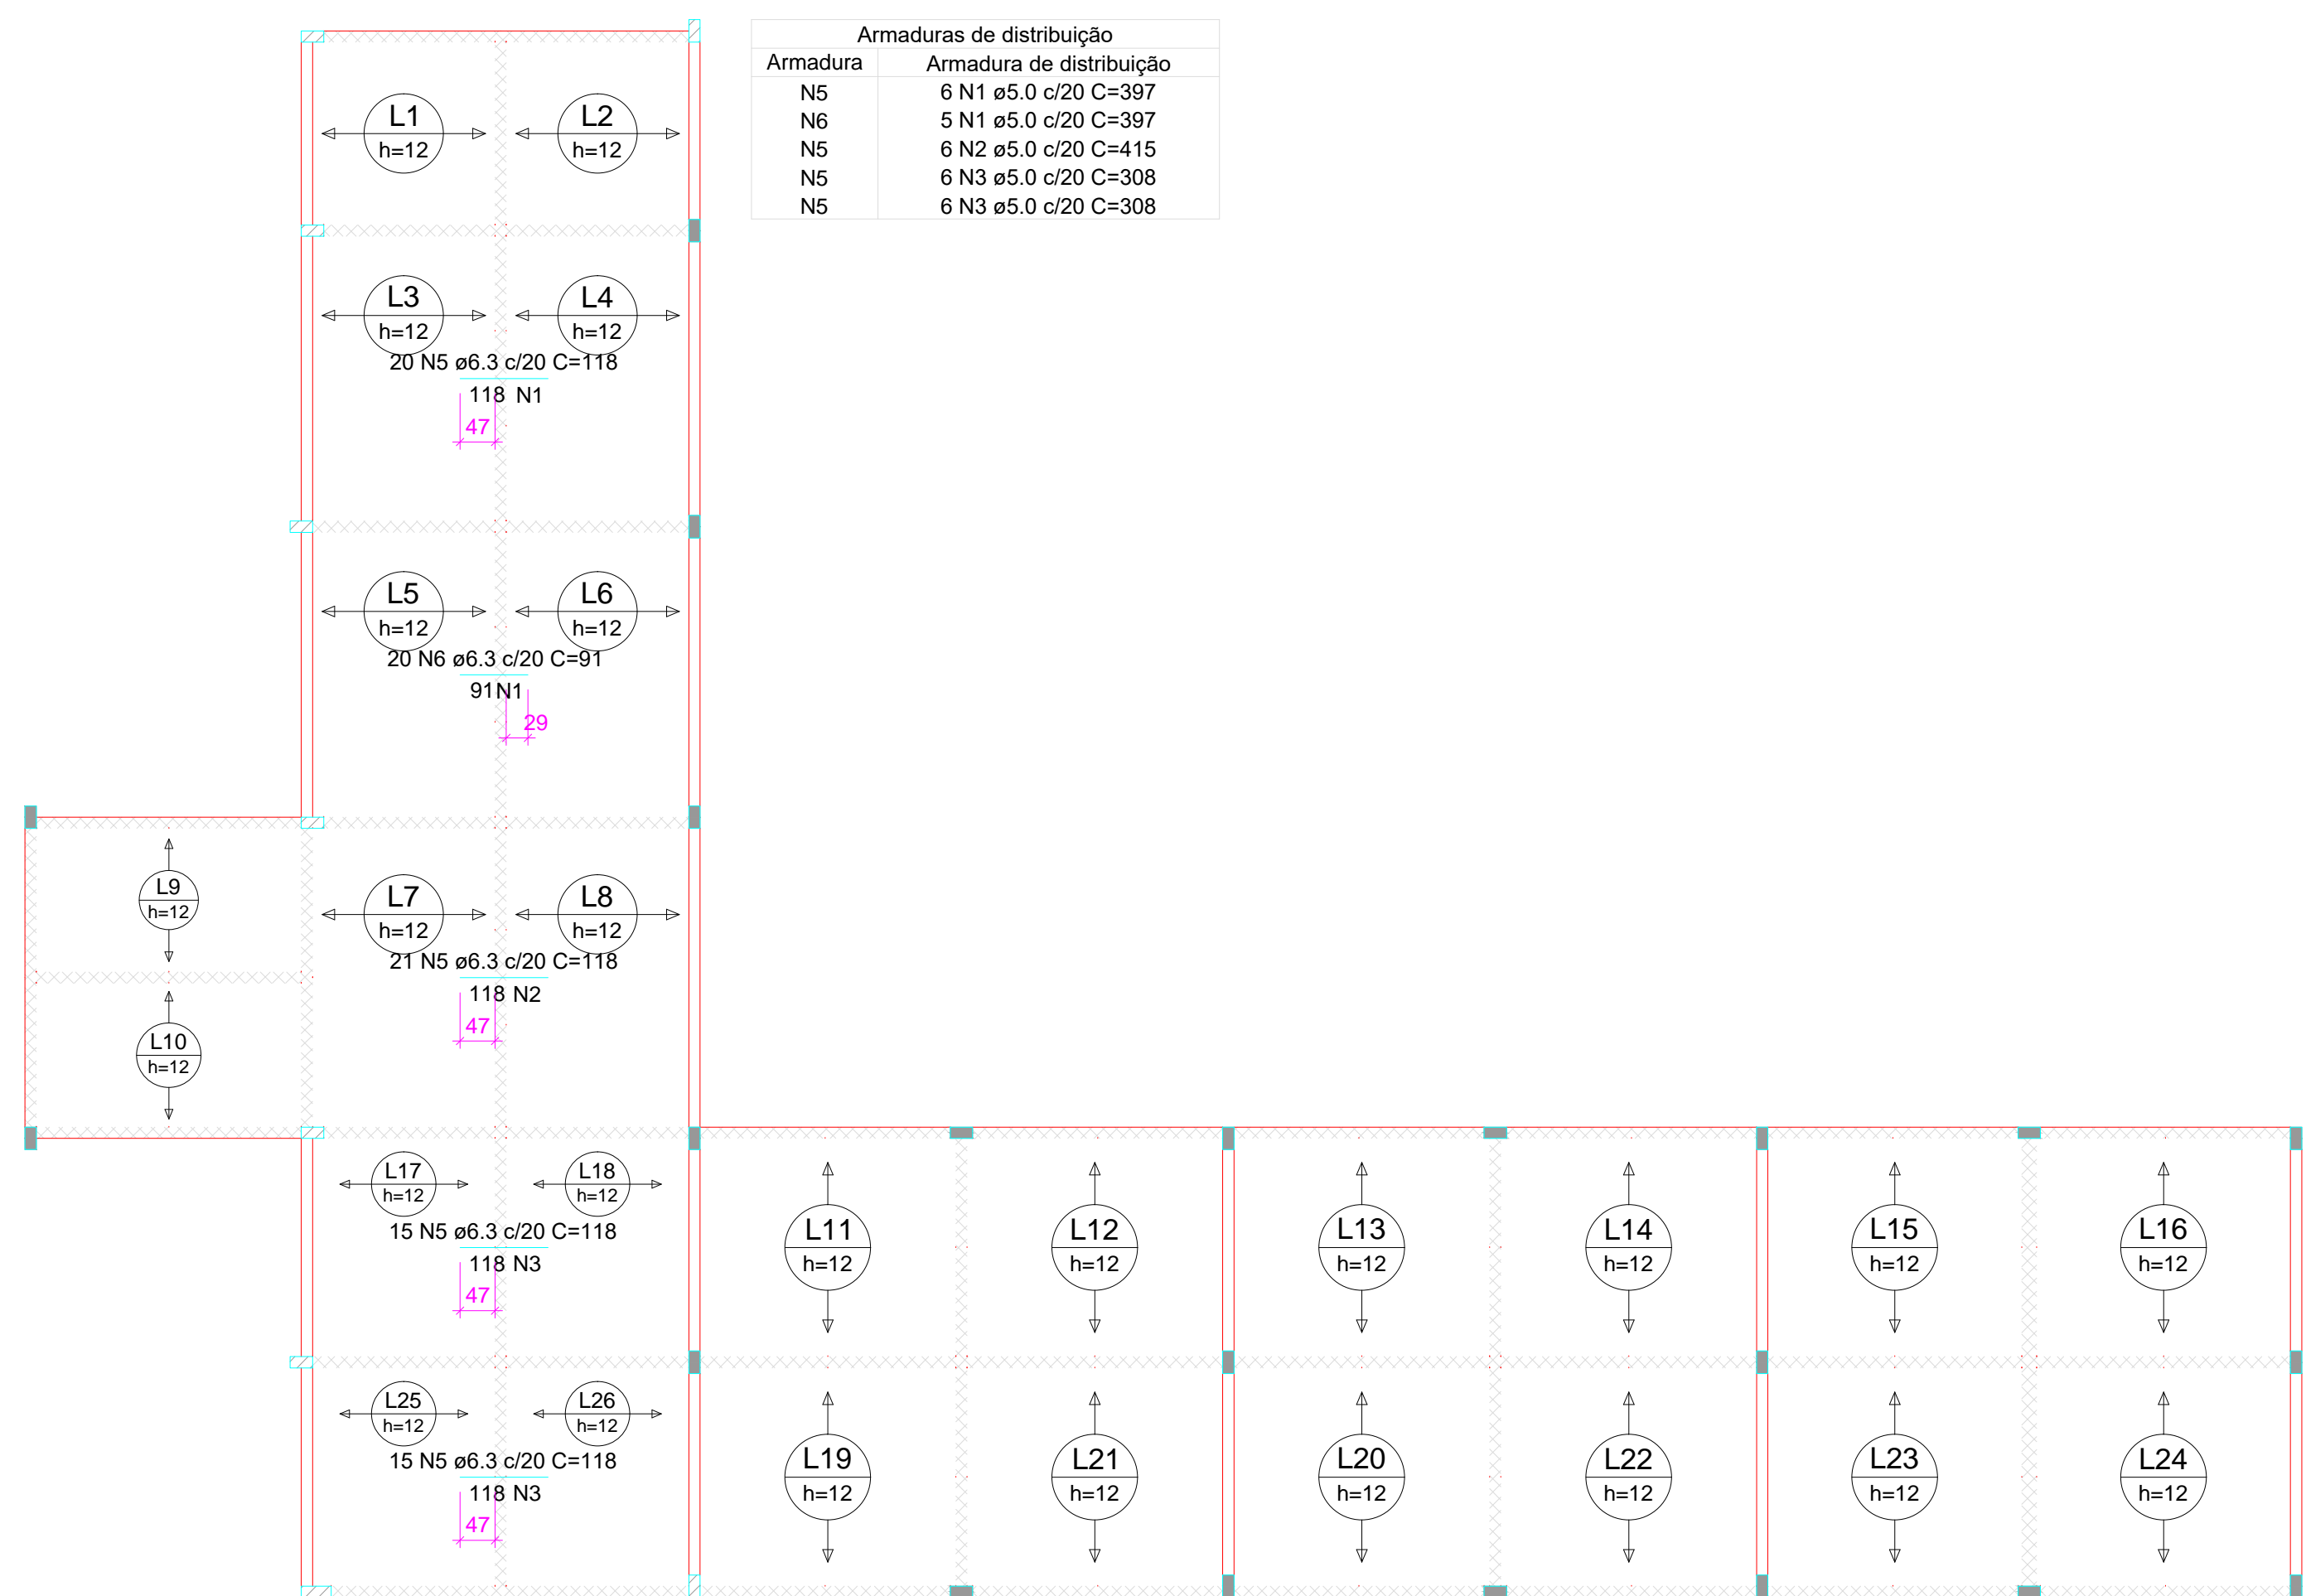 Armaduras de distribuição
Armadura Armadura de distribuição
N5 6 N1 ø5.0 c/20 C=397
N6 5 N1 ø5.0 c/20 C=397
N5 6 N2 ø5.0 c/20 C=415
N5 6 N3 ø5.0 c/20 C=308
N5 6 N3 ø5.0 c/20 C=308
L1 L2
h=12 h=12
L3 L4
h=12 h=12
20 N5 ø6.3 c/20 C=118
118 N1
47
L5 L6
h=12 h=12
20 N6 ø6.3 c/20 C=91
91 N1
29
L9
h=12
L7 L8
h=12 h=12
21 N5 ø6.3 c/20 C=118
118 N2
47
L10
h=12
L17 L18
h=12 h=12
15 N5 ø6.3 c/20 C=118
118 N3
47
L11 L12 L13 L14 L15 L16
h=12 h=12 h=12 h=12 h=12 h=12
L25 L26
h=12 h=12
15 N5 ø6.3 c/20 C=118
118 N3
47
L19 L21 L20 L22 L23 L24
h=12 h=12 h=12 h=12 h=12 h=12